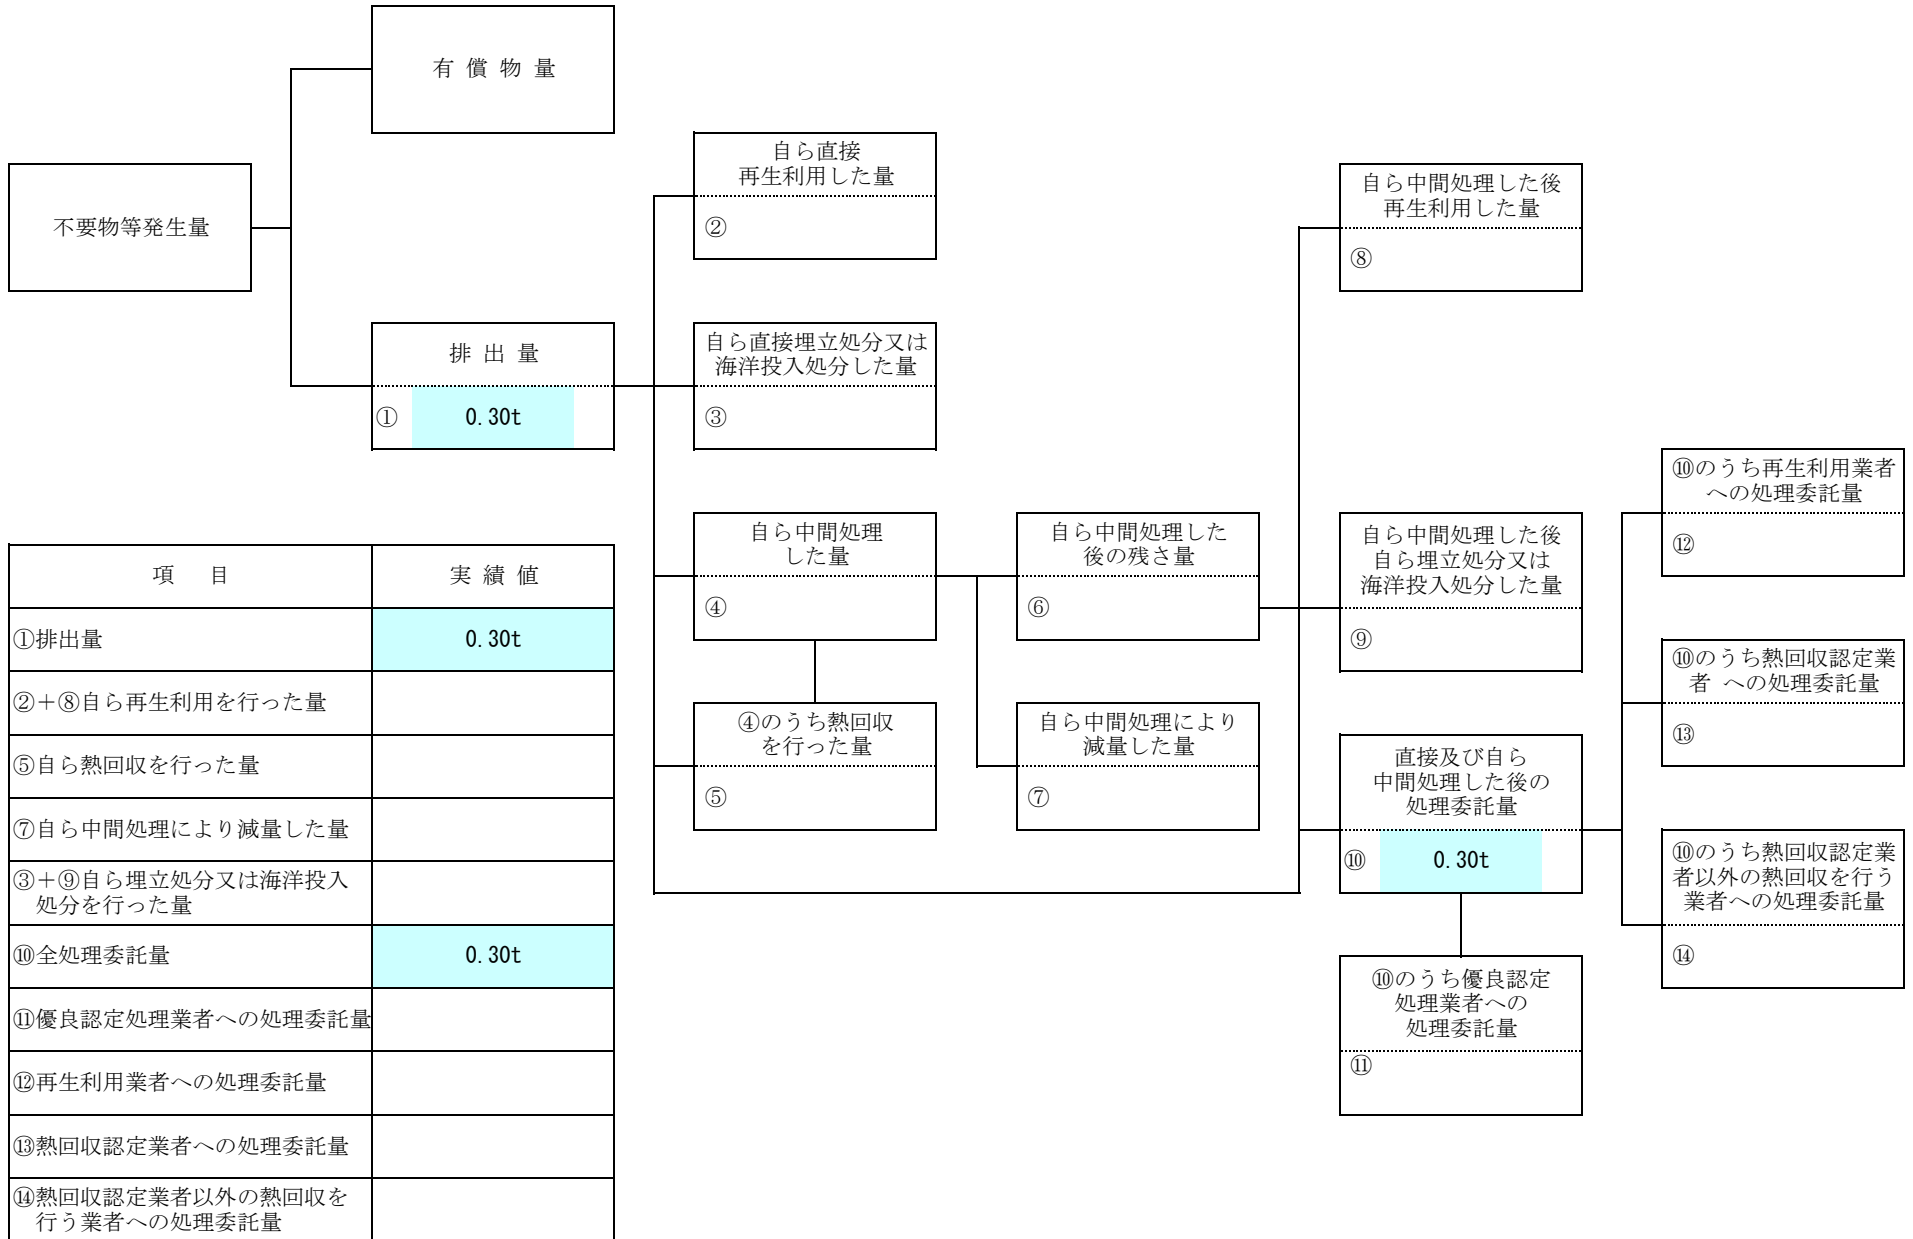 有 償 物 量
不要物等発生量
排 出 量
① 0.30t
自ら直接
再生利用した量
②
自ら直接埋立処分又は
海洋投入処分した量
③
自ら中間処理
した量
④
④のうち熱回収
を行った量
⑤
自ら中間処理した
後の残さ量
⑥
自ら中間処理により
減量した量
⑦
自ら中間処理した後
再生利用した量
⑧
自ら中間処理した後
自ら埋立処分又は
海洋投入処分した量
⑨
直接及び自ら
中間処理した後の
処理委託量
⑩ 0.30t
⑩のうち優良認定
処理業者への
処理委託量
⑪
⑩のうち再生利用業者
への処理委託量
⑫
⑩のうち熱回収認定業
者 への処理委託量
⑬
⑩のうち熱回収認定業
者以外の熱回収を行う
業者への処理委託量
⑭
項 目 実 績 値
①排出量 0.30t
②＋⑧自ら再生利用を行った量
⑤自ら熱回収を行った量
⑦自ら中間処理により減量した量
③＋⑨自ら埋立処分又は海洋投入
処分を行った量
⑩全処理委託量 0.30t
⑪優良認定処理業者への処理委託量
⑫再生利用業者への処理委託量
⑬熱回収認定業者への処理委託量
⑭熱回収認定業者以外の熱回収を
行う業者への処理委託量